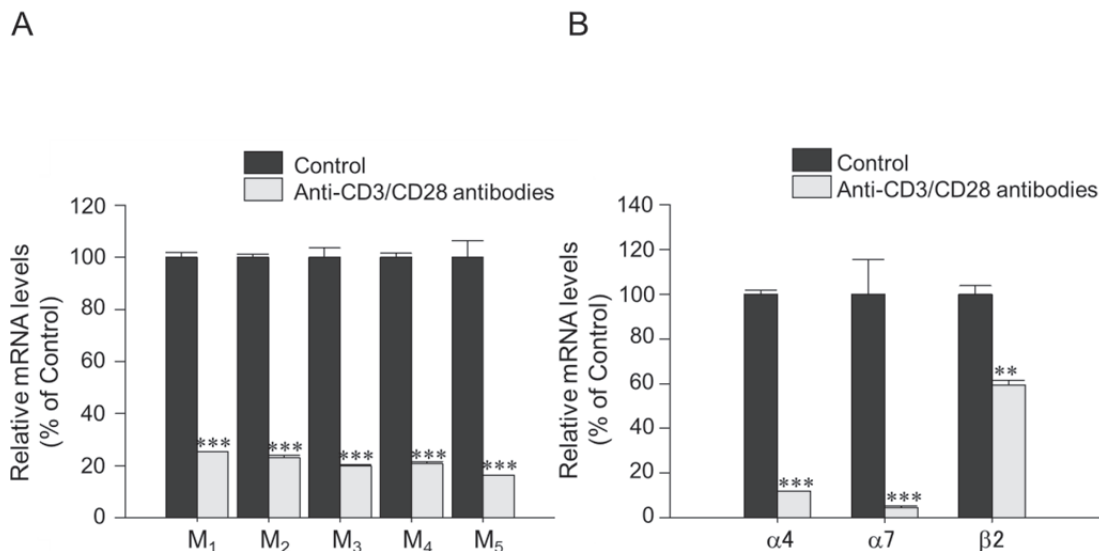 A
Control
Anti-CD3/CD28 antibodies
Relative mRNA levels
(% of Control)
120
100
80
60
40
20
0
***
***
***
***
***
M₁ M₂ M₃ M₄ M₅
B
Control
Anti-CD3/CD28 antibodies
Relative mRNA levels
(% of Control)
140
120
100
80
60
40
20
0
***
***
**
α4 α7 β2